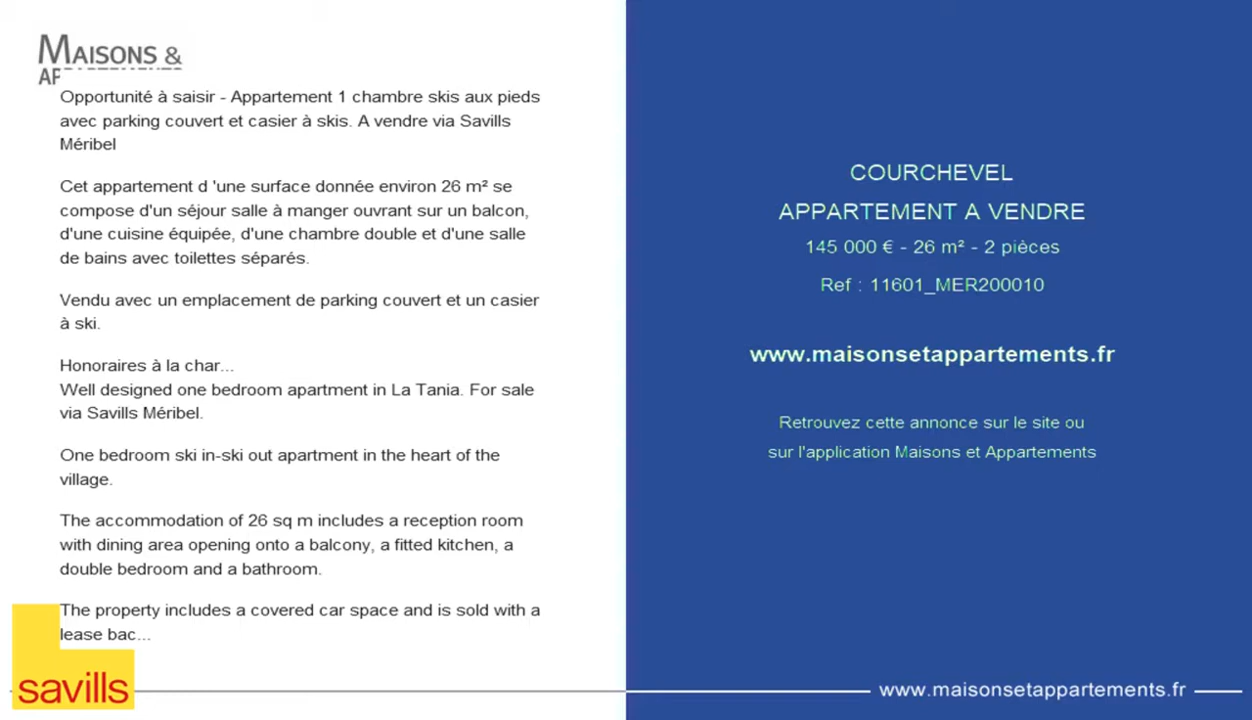 MAISONS &
Opportunité à saisir - Appartement 1 chambre skis aux pieds
avec parking couvert et casier à skis. A vendre via Savills
Méribel
Cet appartement d 'une surface donnée environ 26 m² se
compose d'un séjour salle à manger ouvrant sur un balcon,
d'une cuisine équipée, d'une chambre double et d'une salle
de bains avec toilettes séparés.
Vendu avec un emplacement de parking couvert et un casier
à ski.
Honoraires à la char...
Well designed one bedroom apartment in La Tania. For sale
via Savills Méribel.
One bedroom ski in-ski out apartment in the heart of the
village.
The accommodation of 26 sq m includes a reception room
with dining area opening onto a balcony, a fitted kitchen, a
double bedroom and a bathroom.
The property includes a covered car space and is sold with a
lease bac...
savills
COURCHEVEL
APPARTEMENT A VENDRE
145 000 € - 26 m² - 2 pièces
Ref : 11601_MER200010
www.maisonsetappartements.fr
Retrouvez cette annonce sur le site ou
sur l'application Maisons et Appartements
www.maisonsetappartements.fr